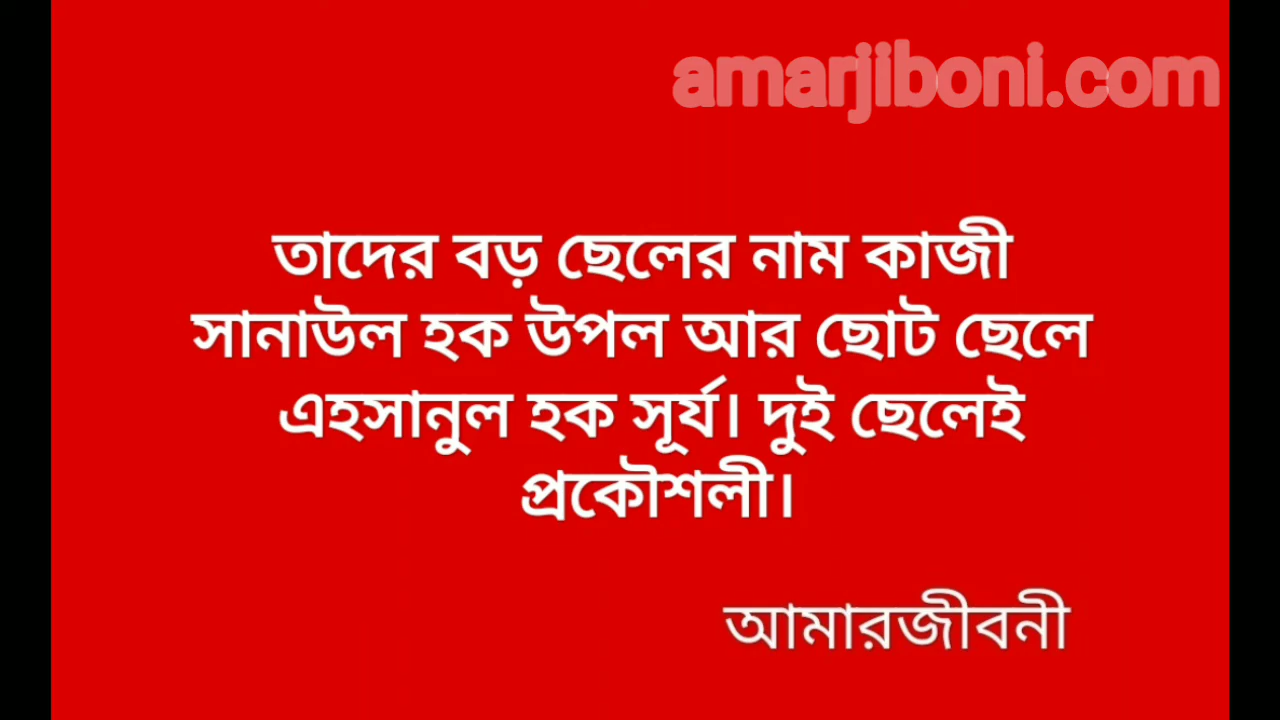 amarjiboni.com
তাদের বড় ছেলের নাম কাজী
সানাউল হক উপল আর ছোট ছেলে
এহসানুল হক সূর্য। দুই ছেলেই
প্রকৌশলী।
আমারজীবনী